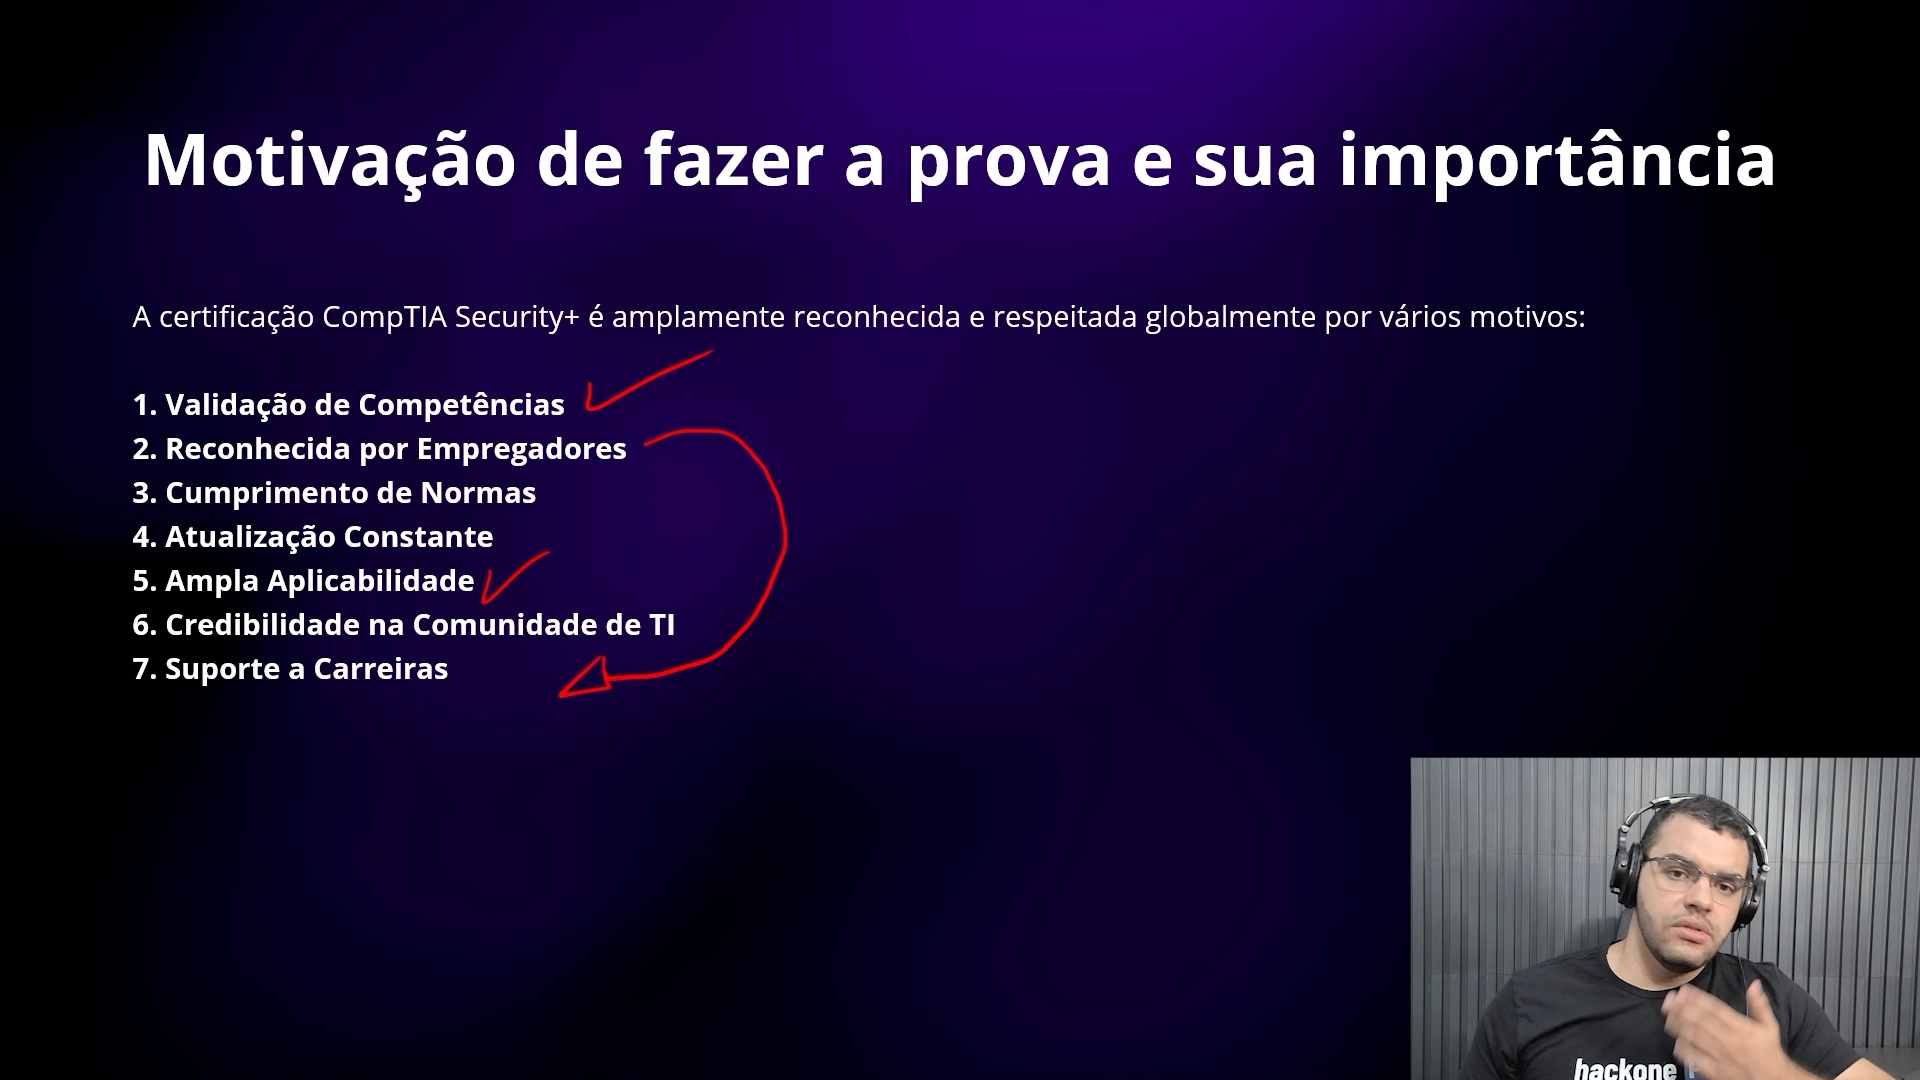 Motivação de fazer a prova e sua importância
A certificação CompTIA Security+ é amplamente reconhecida e respeitada globalmente por vários motivos:
1. Validação de Competências
2. Reconhecida por Empregadores
3. Cumprimento de Normas
4. Atualização Constante
5. Ampla Aplicabilidade
6. Credibilidade na Comunidade de TI
7. Suporte a Carreiras
hackone